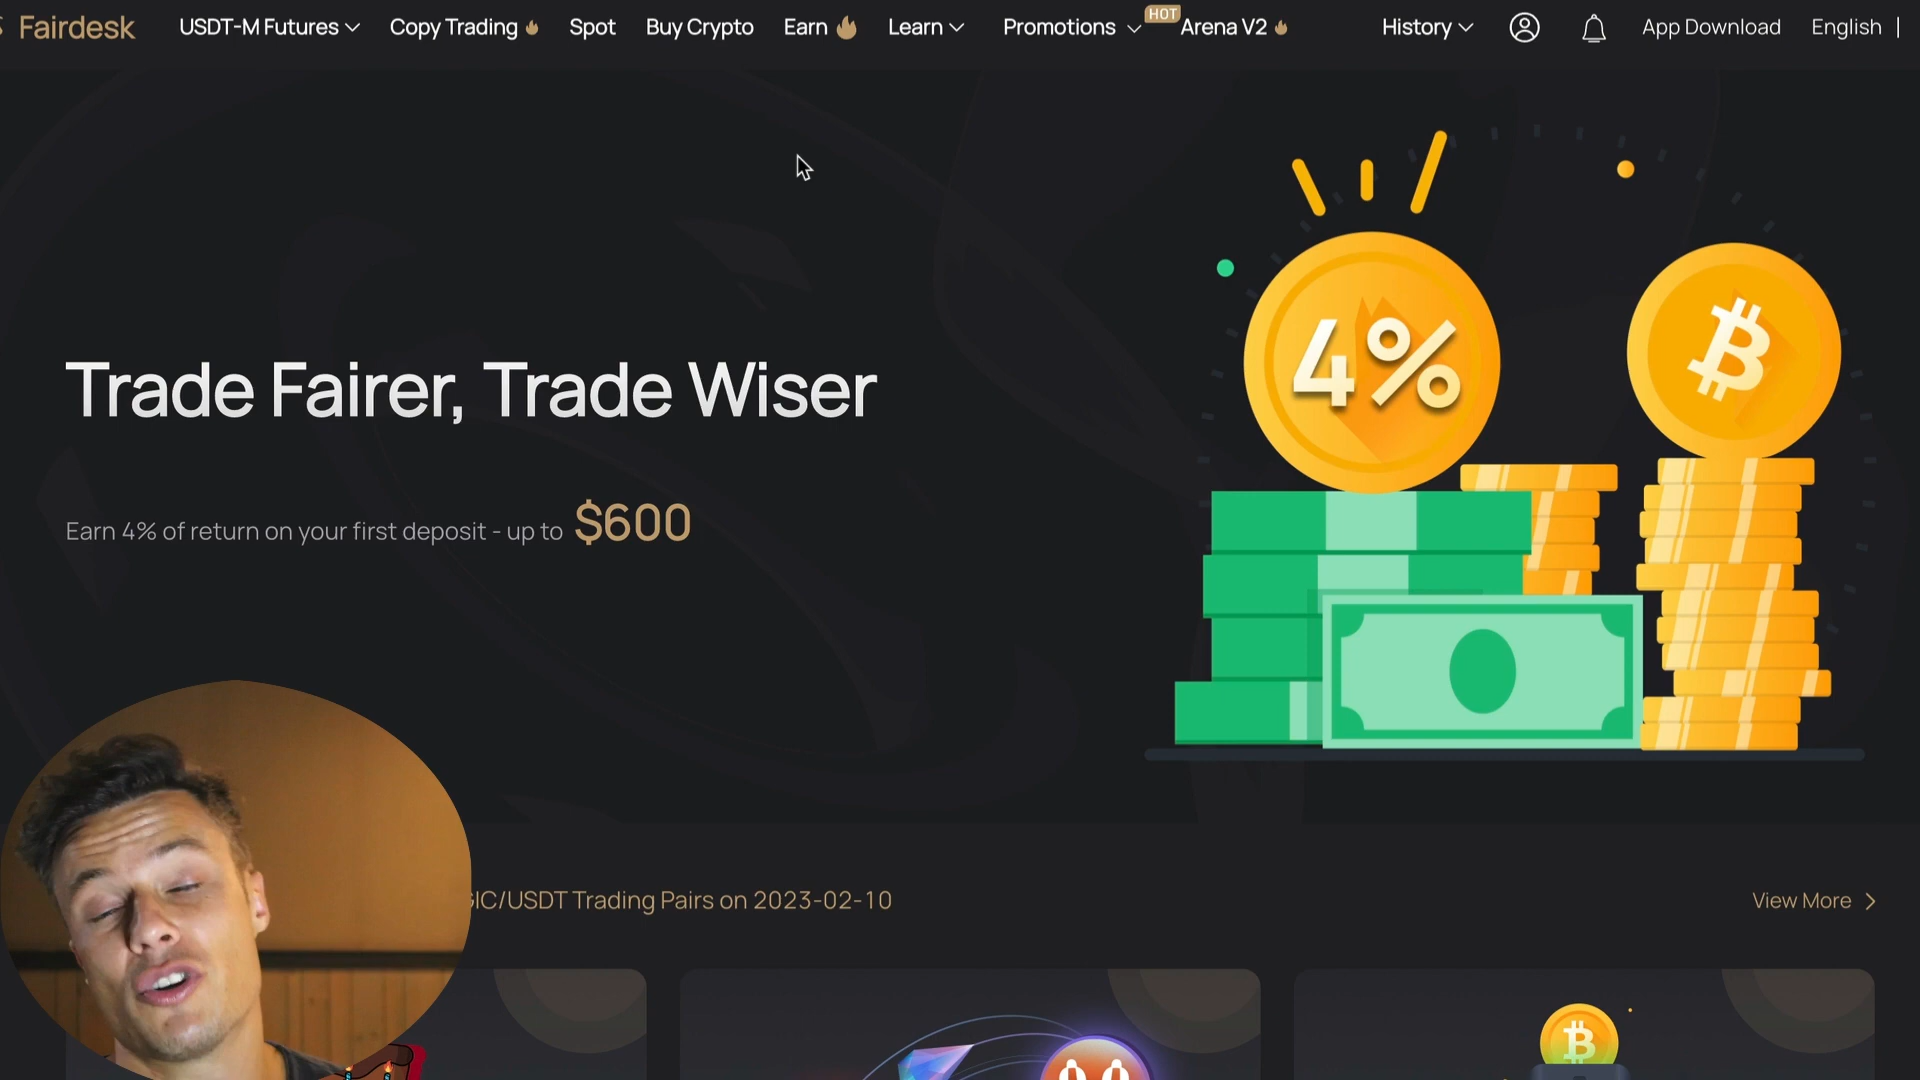 Fairdesk USDT-M Futures Copy Trading Spot Buy Crypto Earn Learn Promotions HOT Arena V2 History App Download English
4%
Trade Fairer, Trade Wiser
Earn 4% of return on your first deposit - up to $600
/USDT Trading Pairs on 2023-02-10 View More